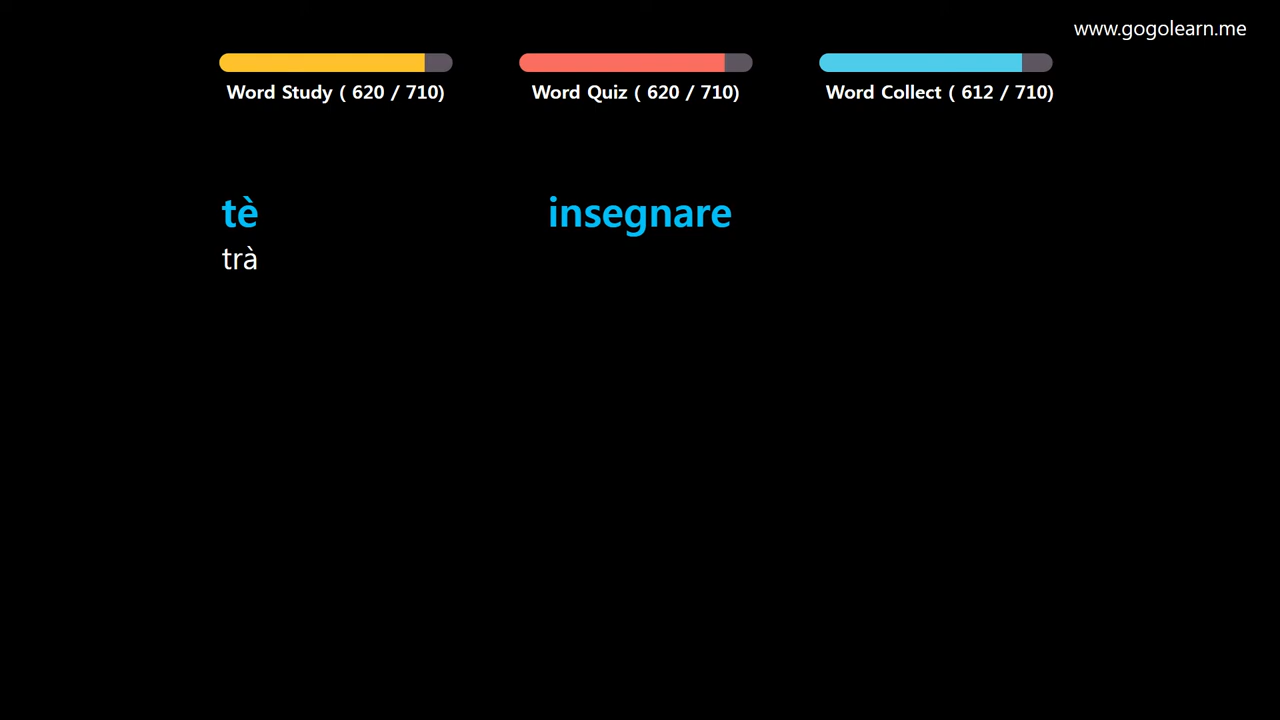 www.gogolearn.me
Word Study ( 620 / 710)
Word Quiz ( 620 / 710)
Word Collect ( 612 / 710)
tè
insegnare
trà